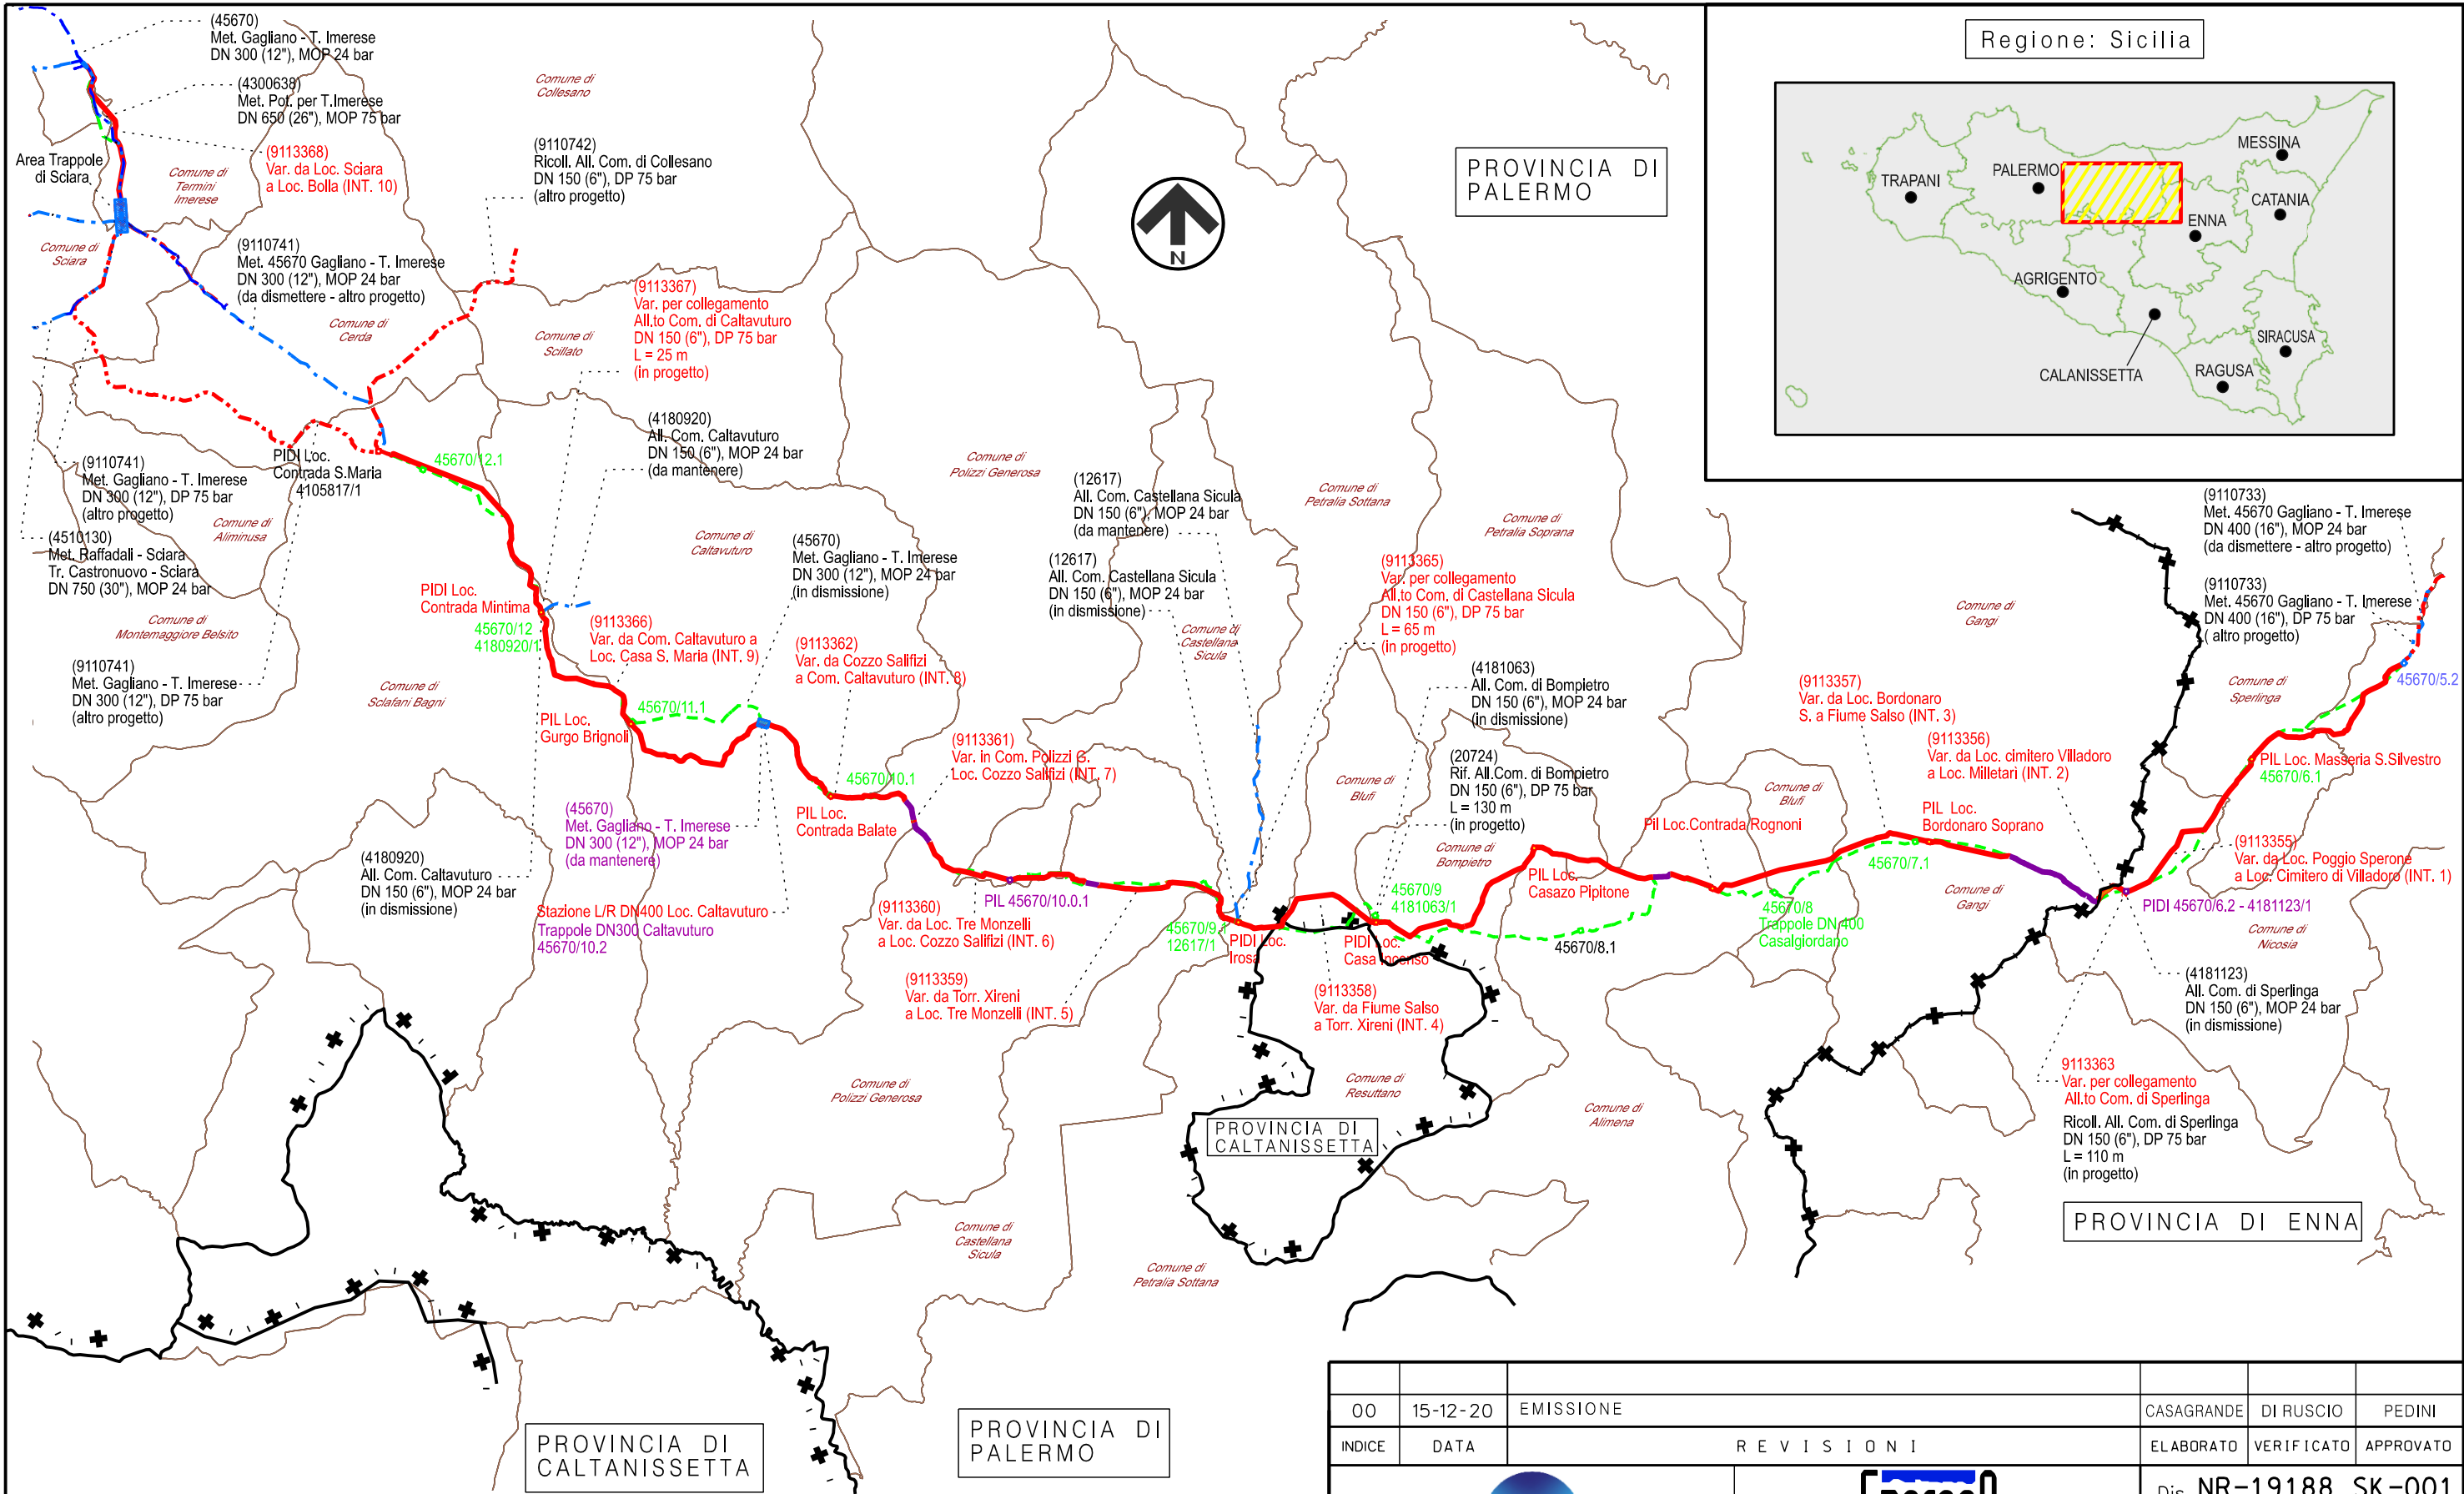 (45670)
Met. Gagliano - T. Imerese
DN 300 (12"), MOP 24 bar
(4300638)
Met. Pot. per T.Imerese
DN 650 (26"), MOP 75 bar
Area Trappole
di Sciara
Comune di
Termini
Imerese
(9113368)
Var. da Loc. Sciara
a Loc. Bolla (INT. 10)
Comune di
Collesano
(9110742)
Ricoll. All. Com. di Collesano
DN 150 (6"), DP 75 bar
(altro progetto)
Comune di
Sciara
(9110741)
Met. 45670 Gagliano - T. Imerese
DN 300 (12"), MOP 24 bar
(da dismettere - altro progetto)
Comune di
Cerda
Comune di
Scillato
(9113367)
Var. per collegamento
All.to Com. di Caltavuturo
DN 150 (6"), DP 75 bar
L = 25 m
(in progetto)
N
PROVINCIA DI
PALERMO
Regione: Sicilia
TRAPANI
PALERMO
MESSINA
CATANIA
ENNA
AGRIGENTO
CALANISSETTA
SIRACUSA
RAGUSA
(4180920)
All. Com. Caltavuturo
DN 150 (6"), MOP 24 bar
(da mantenere)
(9110741)
Met. Gagliano - T. Imerese
DN 300 (12"), DP 75 bar
(altro progetto)
PIDI Loc.
Contrada S.Maria
4105817/1
45670/12.1
Comune di
Aliminusa
(4510130)
Met. Raffadali - Sciara
Tr. Castronuovo - Sciara
DN 750 (30"), MOP 24 bar
Comune di
Montemaggiore Belsito
(9110741)
Met. Gagliano - T. Imerese
DN 300 (12"), DP 75 bar
(altro progetto)
PIDI Loc.
Contrada Mintima
45670/12
4180920/1
Comune di
Caltavuturo
(45670)
Met. Gagliano - T. Imerese
DN 300 (12"), MOP 24 bar
(in dismissione)
Comune di
Polizzi Generosa
(12617)
All. Com. Castellana Sicula
DN 150 (6"), MOP 24 bar
(da mantenere)
(12617)
All. Com. Castellana Sicula
DN 150 (6"), MOP 24 bar
(in dismissione)
Comune di
Petralia Sottana
Comune di
Petralia Soprana
(9113365)
Var. per collegamento
All.to Com. di Castellana Sicula
DN 150 (6"), DP 75 bar
L = 65 m
(in progetto)
Comune di
Castellana
Sicula
(9110733)
Met. 45670 Gagliano - T. Imerese
DN 400 (16"), MOP 24 bar
(da dismettere - altro progetto)
(9110733)
Met. 45670 Gagliano - T. Imerese
DN 400 (16"), DP 75 bar
( altro progetto)
Comune di
Gangi
Comune di
Sperlinga
45670/5.2
Comune di
Sclafani Bagni
(9113366)
Var. da Com. Caltavuturo a
Loc. Casa S. Maria (INT. 9)
(9113362)
Var. da Cozzo Salifizi
a Com. Caltavuturo (INT. 8)
PIL Loc.
Gurgo Brignoli
45670/11.1
(9113361)
Var. in Com. Polizzi G.
Loc. Cozzo Salifizi (INT. 7)
45670/10.1
PIL Loc.
Contrada Balate
(45670)
Met. Gagliano - T. Imerese
DN 300 (12"), MOP 24 bar
(da mantenere)
(4180920)
All. Com. Caltavuturo
DN 150 (6"), MOP 24 bar
(in dismissione)
Stazione L/R DN400 Loc. Caltavuturo
Trappole DN300 Caltavuturo
45670/10.2
(9113360)
Var. da Loc. Tre Monzelli
a Loc. Cozzo Salifizi (INT. 6)
PIL 45670/10.0.1
(9113359)
Var. da Torr. Xireni
a Loc. Tre Monzelli (INT. 5)
12617/1
PIDI Loc.
Irosa
(4181063)
All. Com. di Bompietro
DN 150 (6"), MOP 24 bar
(in dismissione)
(20724)
Rif. All.Com. di Bompietro
DN 150 (6"), DP 75 bar
L = 130 m
(in progetto)
Comune di
Blufi
Comune di
Bompietro
45670/9
4181063/1
PIDI Loc.
Casa Incenso
(9113358)
Var. da Fiume Salso
a Torr. Xireni (INT. 4)
PIL Loc.
Casazo Pipitone
45670/8.1
Pil Loc.Contrada Rognoni
Comune di
Blufi
45670/8
Trappole DN 400
Casalgiordano
(9113357)
Var. da Loc. Bordonaro
S. a Fiume Salso (INT. 3)
(9113356)
Var. da Loc. cimitero Villadoro
a Loc. Milletari (INT. 2)
PIL Loc.
Bordonaro Soprano
45670/7.1
Comune di
Gangi
PIL Loc. Masseria S.Silvestro
45670/6.1
(9113355)
Var. da Loc. Poggio Sperone
a Loc. Cimitero di Villadoro (INT. 1)
PIDI 45670/6.2 - 4181123/1
Comune di
Nicosia
(4181123)
All. Com. di Sperlinga
DN 150 (6"), MOP 24 bar
(in dismissione)
9113363
Var. per collegamento
All.to Com. di Sperlinga
Ricoll. All. Com. di Sperlinga
DN 150 (6"), DP 75 bar
L = 110 m
(in progetto)
PROVINCIA DI ENNA
Comune di
Polizzi Generosa
Comune di
Resuttano
Comune di
Alimena
PROVINCIA DI
CALTANISSETTA
Comune di
Castellana
Sicula
Comune di
Petralia Sottana
PROVINCIA DI
CALTANISSETTA
PROVINCIA DI
PALERMO
00 15-12-20 EMISSIONE CASAGRANDE DI RUSCIO PEDINI
INDICE DATA REVISIONI ELABORATO VERIFICATO APPROVATO
Dis. NR-19188 SK-001